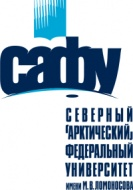 сафу
СЕВЕРНЫЙ
(АРКТИЧЕСКИЙ)
ФЕДЕРАЛЬНЫЙ
УНИВЕРСИТЕТ
ИМЕНИ М. В. ЛОМОНОСОВА